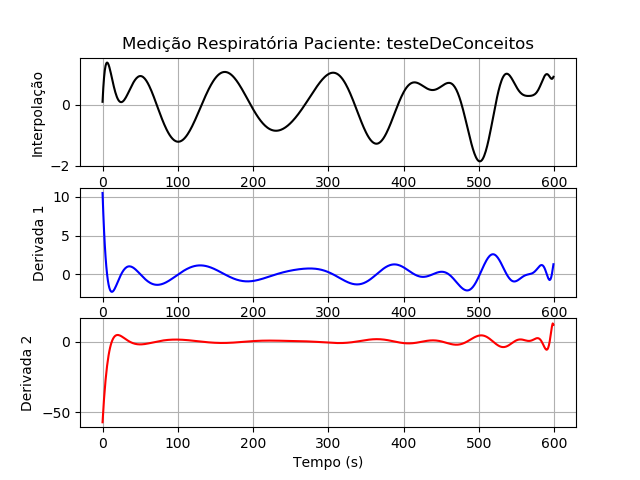 Medição Respiratória Paciente: testeDeConceitos
Interpolação
0
−2
0 100 200 300 400 500 600
Derivada 1
10
5
0
0 100 200 300 400 500 600
Derivada 2
0
−50
0 100 200 300 400 500 600
Tempo (s)